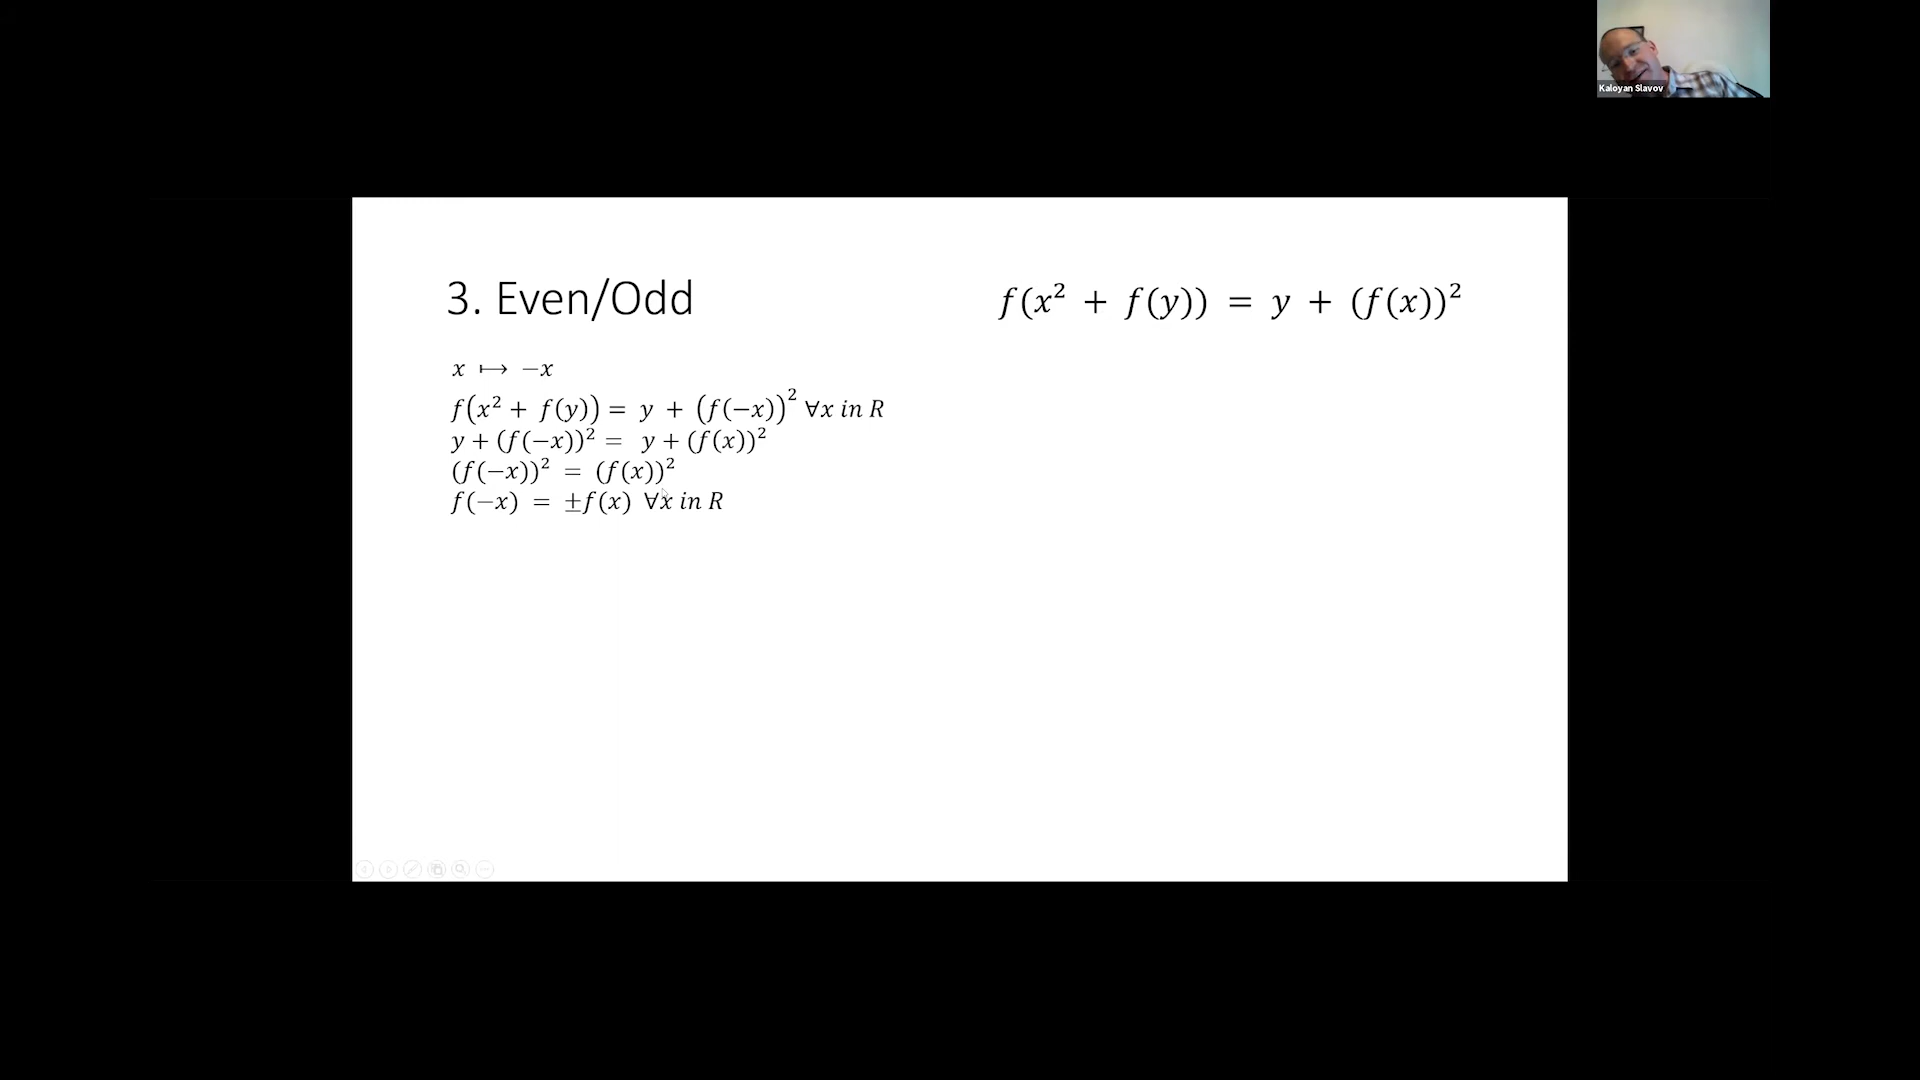 Kaloyan Slavov
3. Even/Odd
f(x² + f(y)) = y + (f(x))²
x ↦ −x
f(x² + f(y)) = y + (f(−x))² ∀x in R
y + (f(−x))² = y + (f(x))²
(f(−x))² = (f(x))²
f(−x) = ±f(x) ∀x in R